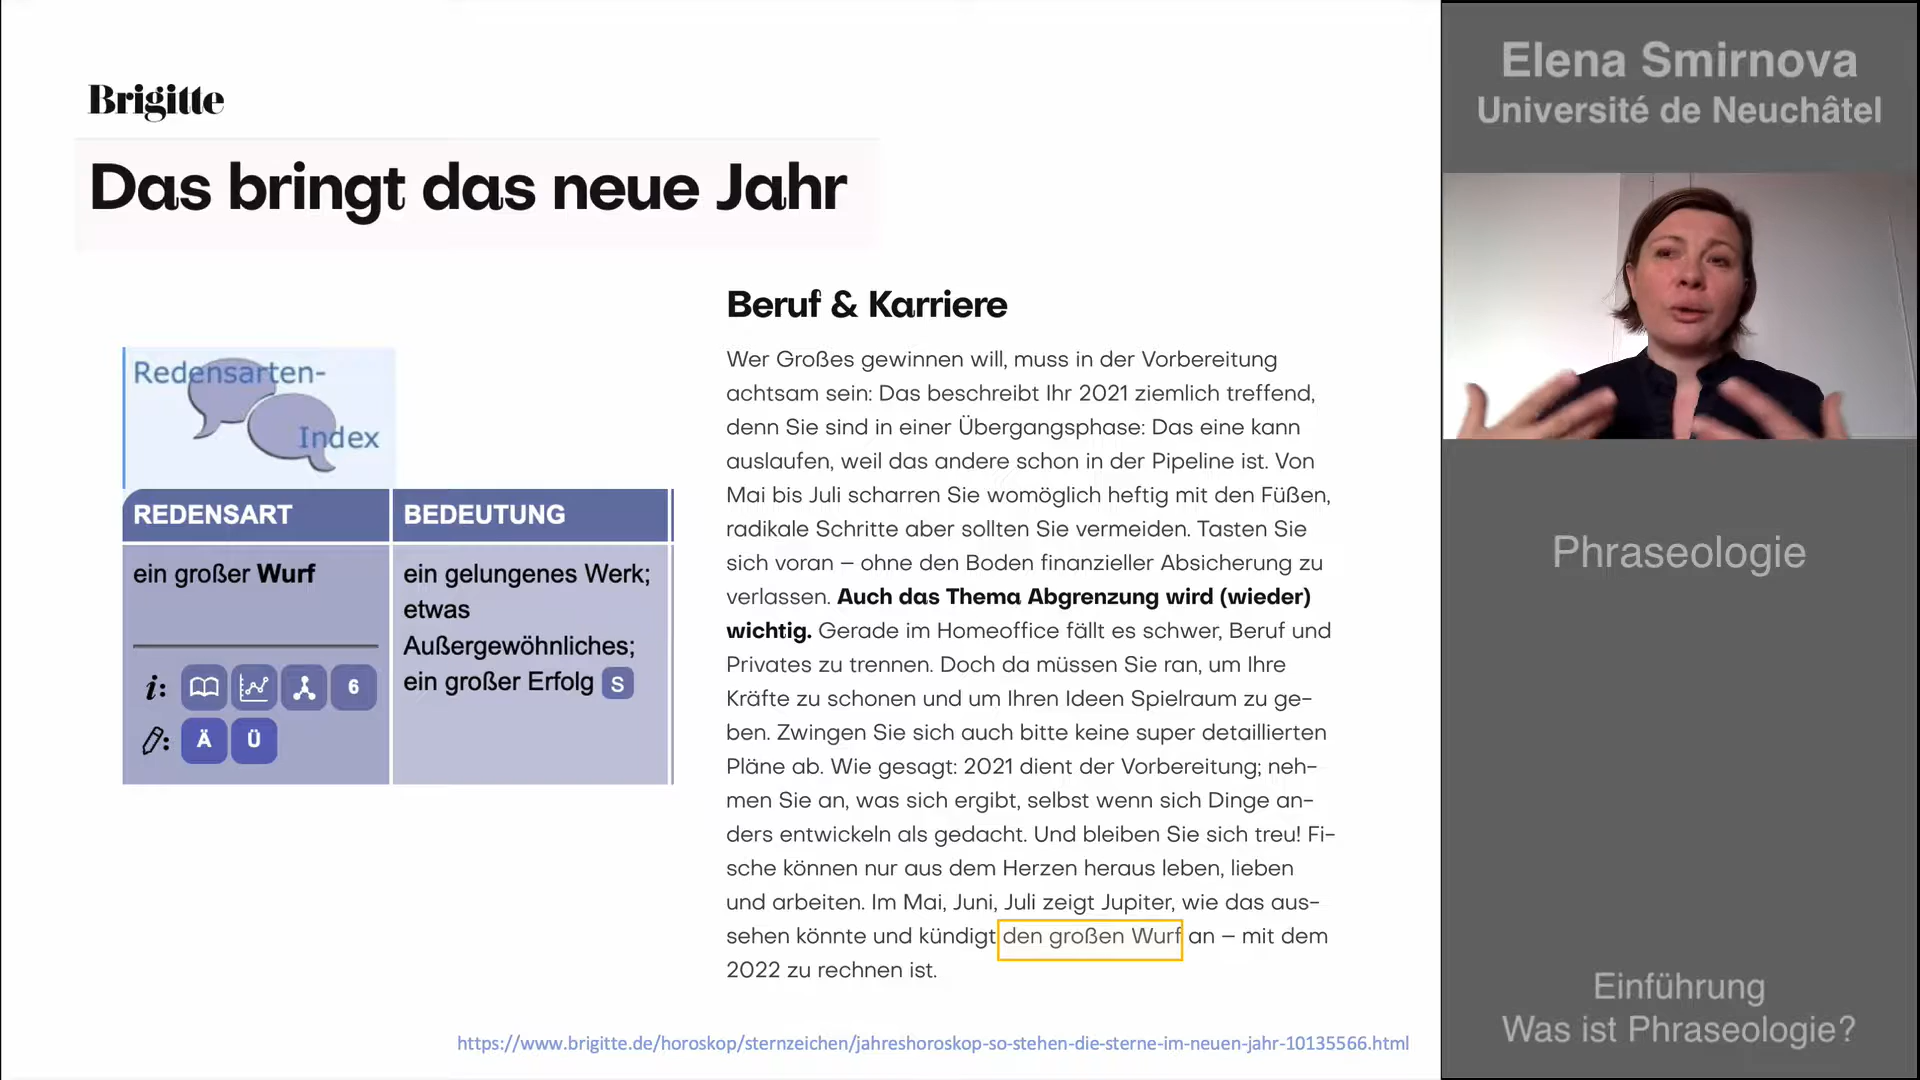 Brigitte
Das bringt das neue Jahr
Redensarten-
Index
REDENSART
BEDEUTUNG
ein großer Wurf
i:
6
Ä
Ü
ein gelungenes Werk;
etwas
Außergewöhnliches;
ein großer Erfolg S
Beruf & Karriere
Wer Großes gewinnen will, muss in der Vorbereitung
achtsam sein: Das beschreibt Ihr 2021 ziemlich treffend,
denn Sie sind in einer Übergangsphase: Das eine kann
auslaufen, weil das andere schon in der Pipeline ist. Von
Mai bis Juli scharren Sie womöglich heftig mit den Füßen,
radikale Schritte aber sollten Sie vermeiden. Tasten Sie
sich voran – ohne den Boden finanzieller Absicherung zu
verlassen. Auch das Thema Abgrenzung wird (wieder)
wichtig. Gerade im Homeoffice fällt es schwer, Beruf und
Privates zu trennen. Doch da müssen Sie ran, um Ihre
Kräfte zu schonen und um Ihren Ideen Spielraum zu ge-
ben. Zwingen Sie sich auch bitte keine super detaillierten
Pläne ab. Wie gesagt: 2021 dient der Vorbereitung; neh-
men Sie an, was sich ergibt, selbst wenn sich Dinge an-
ders entwickeln als gedacht. Und bleiben Sie sich treu! Fi-
sche können nur aus dem Herzen heraus leben, lieben
und arbeiten. Im Mai, Juni, Juli zeigt Jupiter, wie das aus-
sehen könnte und kündigt den großen Wurf an – mit dem
2022 zu rechnen ist.
https://www.brigitte.de/horoskop/sternzeichen/jahreshoroskop-so-stehen-die-sterne-im-neuen-jahr-10135566.html
Elena Smirnova
Université de Neuchâtel
Phraseologie
Einführung
Was ist Phraseologie?